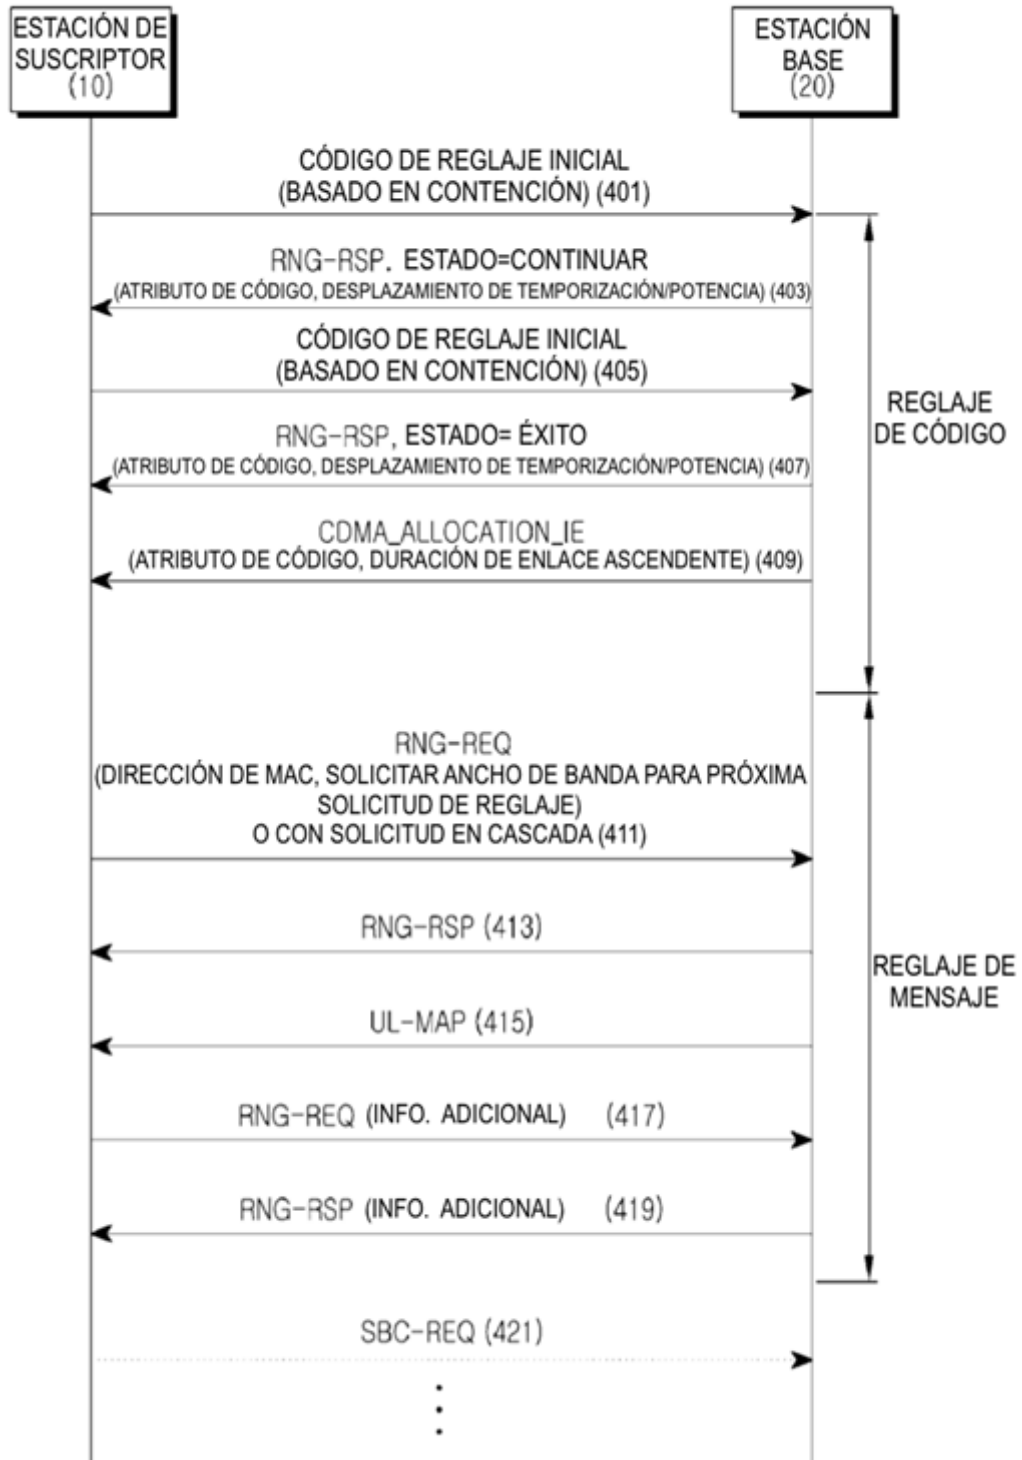 ESTACIÓN DE
SUSCRIPTOR
(10)
ESTACIÓN
BASE
(20)
CÓDIGO DE REGLAJE INICIAL
(BASADO EN CONTENCIÓN) (401)
RNG-RSP. ESTADO=CONTINUAR
(ATRIBUTO DE CÓDIGO, DESPLAZAMIENTO DE TEMPORIZACIÓN/POTENCIA) (403)
CÓDIGO DE REGLAJE INICIAL
(BASADO EN CONTENCIÓN) (405)
REGLAJE
DE CÓDIGO
RNG-RSP, ESTADO= ÉXITO
(ATRIBUTO DE CÓDIGO, DESPLAZAMIENTO DE TEMPORIZACIÓN/POTENCIA) (407)
CDMA_ALLOCATION_IE
(ATRIBUTO DE CÓDIGO, DURACIÓN DE ENLACE ASCENDENTE) (409)
RNG-REQ
(DIRECCIÓN DE MAC, SOLICITAR ANCHO DE BANDA PARA PRÓXIMA
SOLICITUD DE REGLAJE)
O CON SOLICITUD EN CASCADA (411)
RNG-RSP (413)
REGLAJE DE
MENSAJE
UL-MAP (415)
RNG-REQ (INFO. ADICIONAL) (417)
RNG-RSP (INFO. ADICIONAL) (419)
SBC-REQ (421)